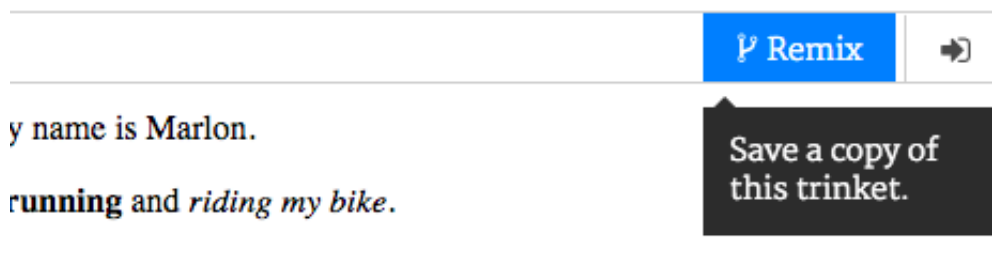 Remix
y name is Marlon.
Save a copy of
this trinket.
running and riding my bike.